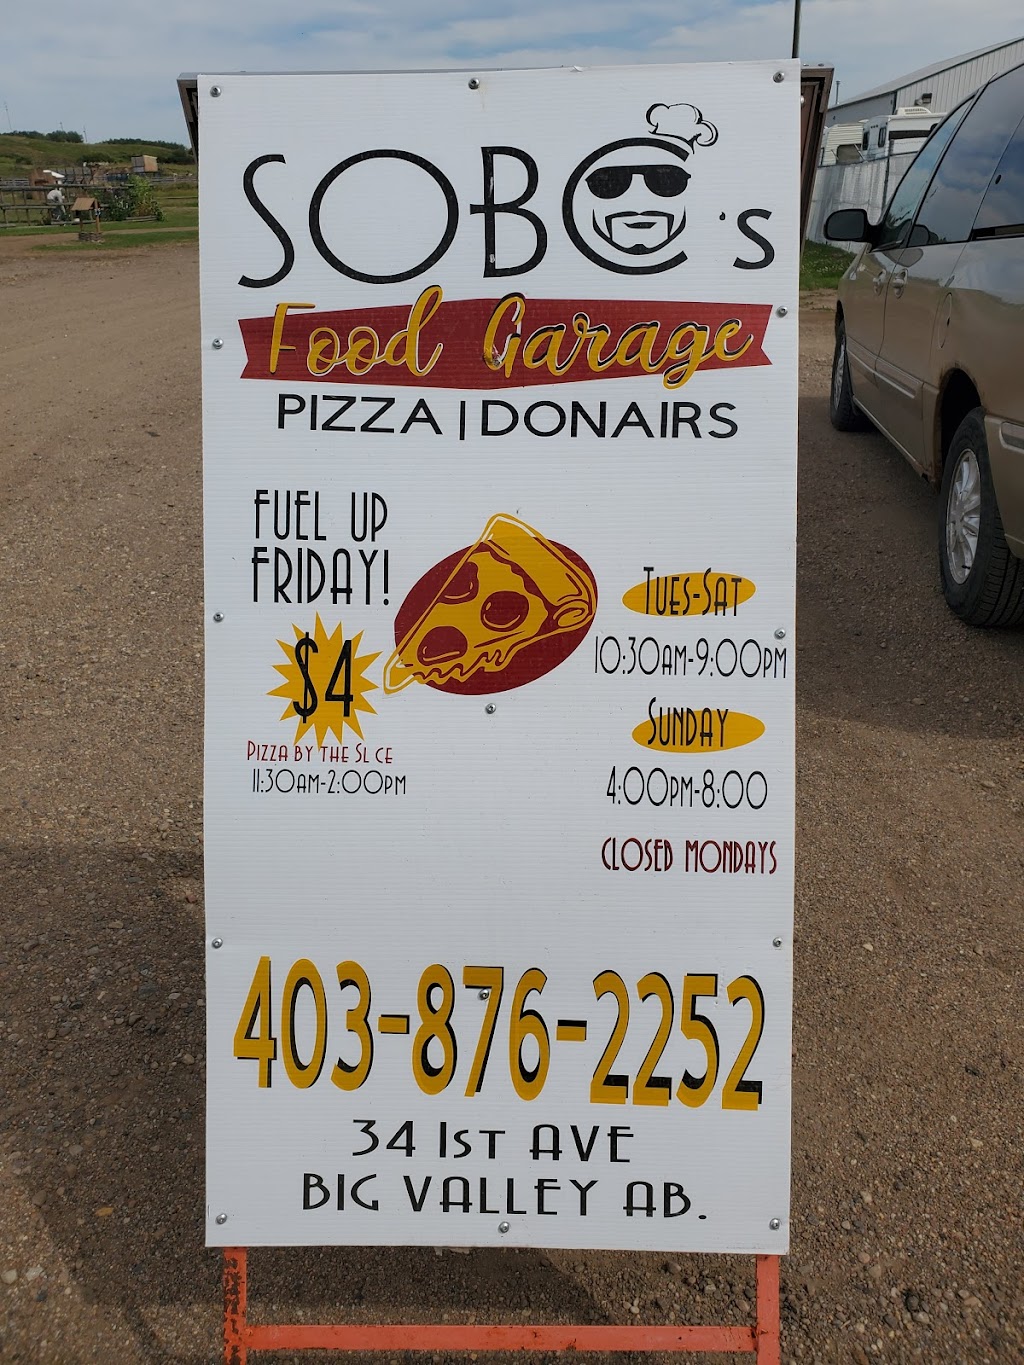 SOBO's
Food Garage
PIZZA | DONAIRS
FUEL UP
FRIDAY!
$4
PIZZA BY THE SL CE
11:30AM-2:00PM
TUES-SAT
10:30AM-9:00PM
SUNDAY
4:00PM-8:00
CLOSED MONDAYS
403-876-2252
34 1ST AVE
BIG VALLEY AB.